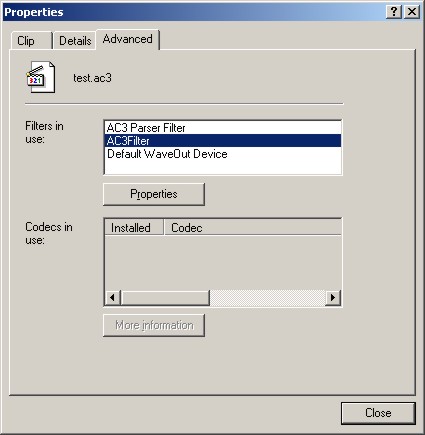 Properties
Clip Details Advanced
321
test.ac3
Filters in use:
AC3 Parser Filter
AC3Filter
Default WaveOut Device
Properties
Codecs in use:
Installed Codec
More information
Close